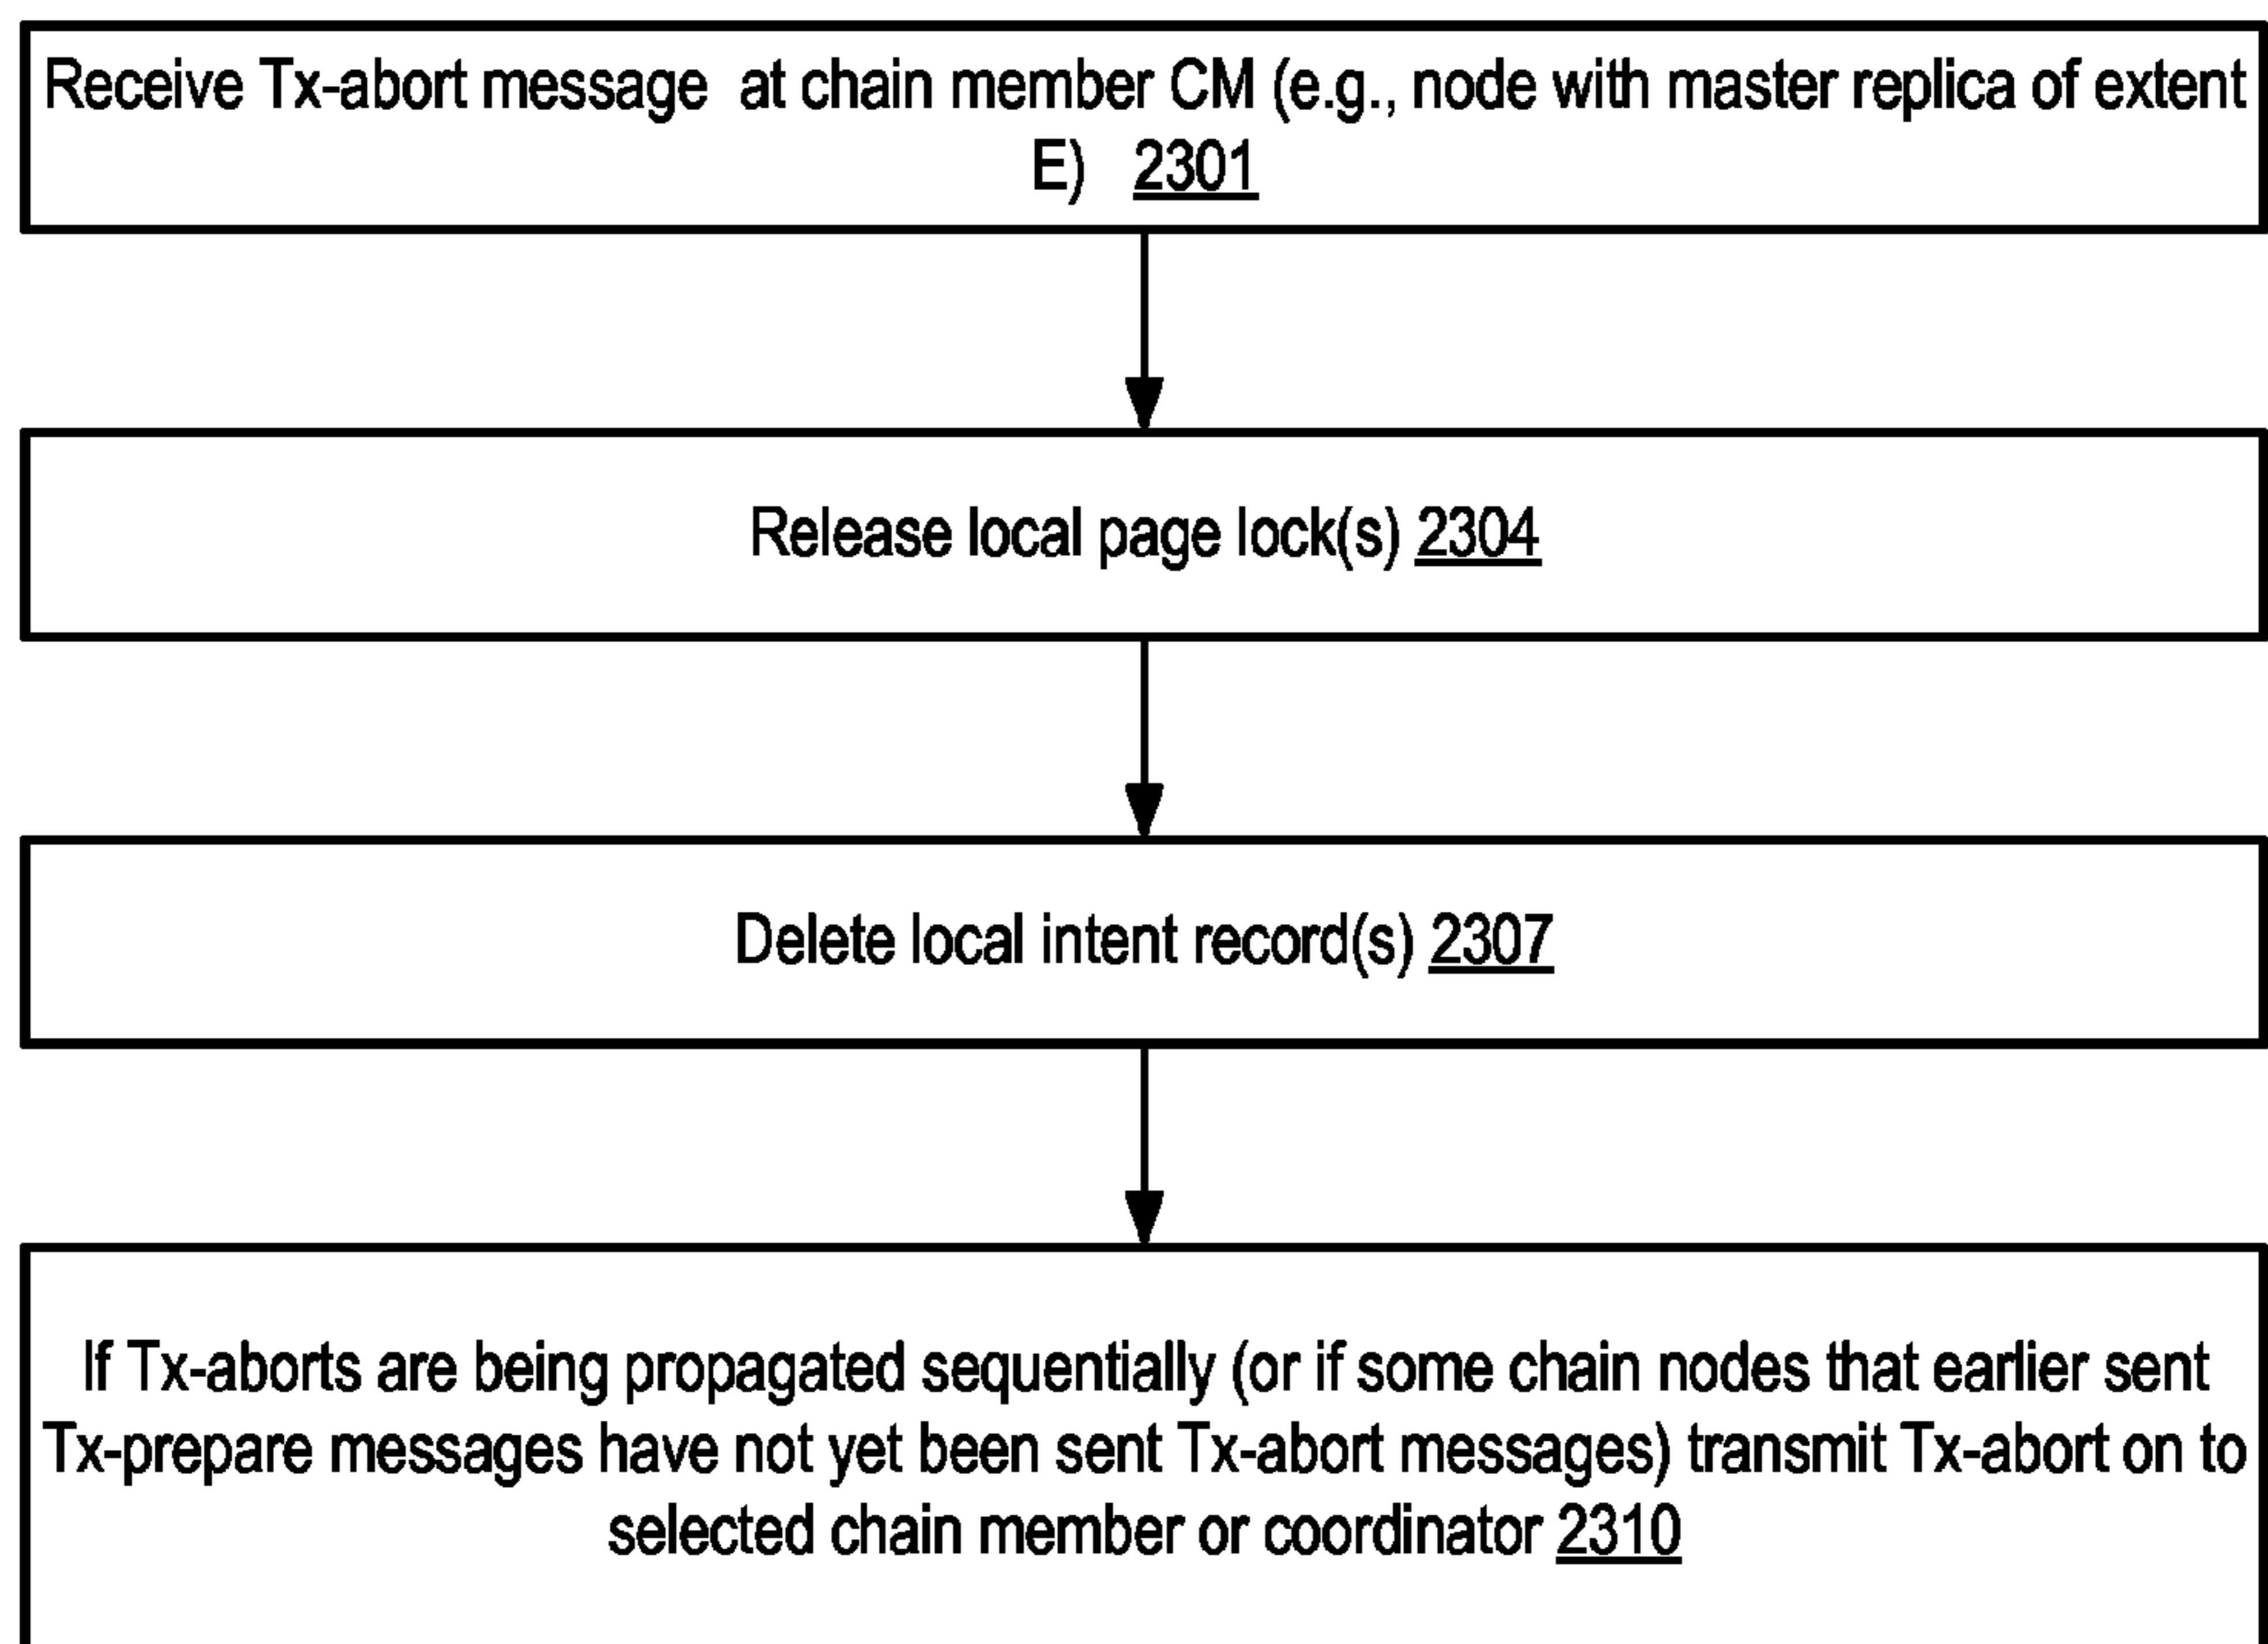 Receive Tx-abort message at chain member CM (e.g., node with master replica of extent
E) 2301
Release local page lock(s) 2304
Delete local intent record(s) 2307
If Tx-aborts are being propagated sequentially (or if some chain nodes that earlier sent
Tx-prepare messages have not yet been sent Tx-abort messages) transmit Tx-abort on to
selected chain member or coordinator 2310